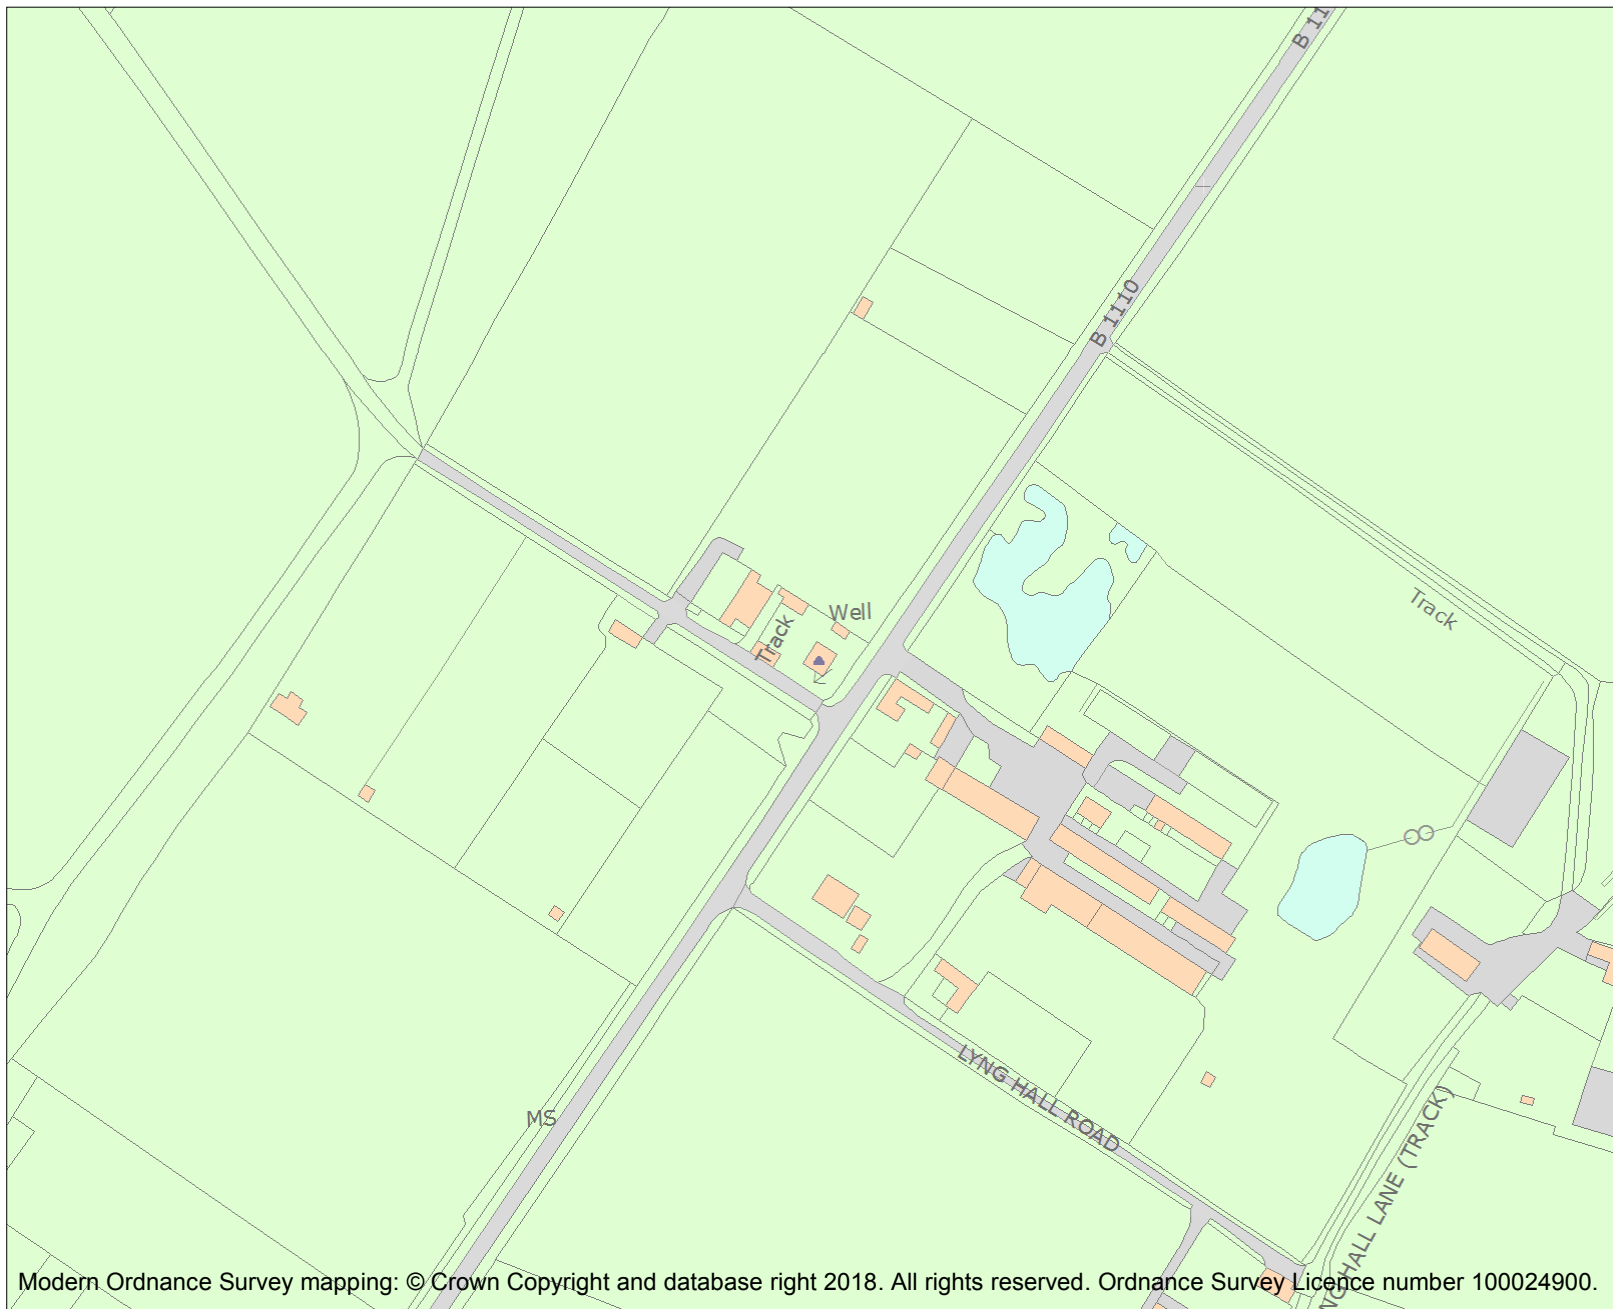 B 11
B 1110
Track
Well
Track
MS
LYNG HALL ROAD
NG HALL LANE (TRACK)
Modern Ordnance Survey mapping: © Crown Copyright and database right 2018. All rights reserved. Ordnance Survey Licence number 100024900.